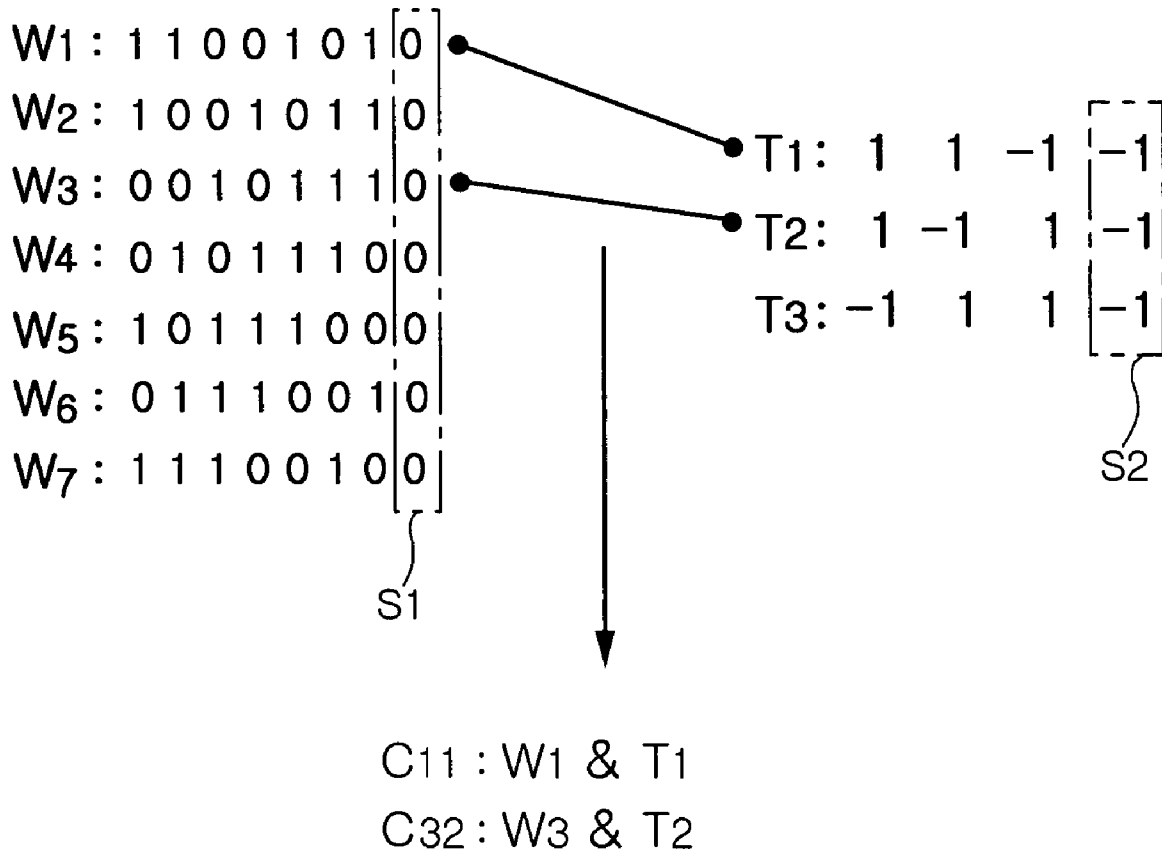 W1 : 1 1 0 0 1 0 1 0
W2 : 1 0 0 1 0 1 1 0
W3 : 0 0 1 0 1 1 1 0
W4 : 0 1 0 1 1 1 0 0
W5 : 1 0 1 1 1 0 0 0
W6 : 0 1 1 1 0 0 1 0
W7 : 1 1 1 0 0 1 0 0
S1
T1: 1 1 -1 -1
T2: 1 -1 1 -1
T3: -1 1 1 -1
S2
C11 : W1 & T1
C32 : W3 & T2